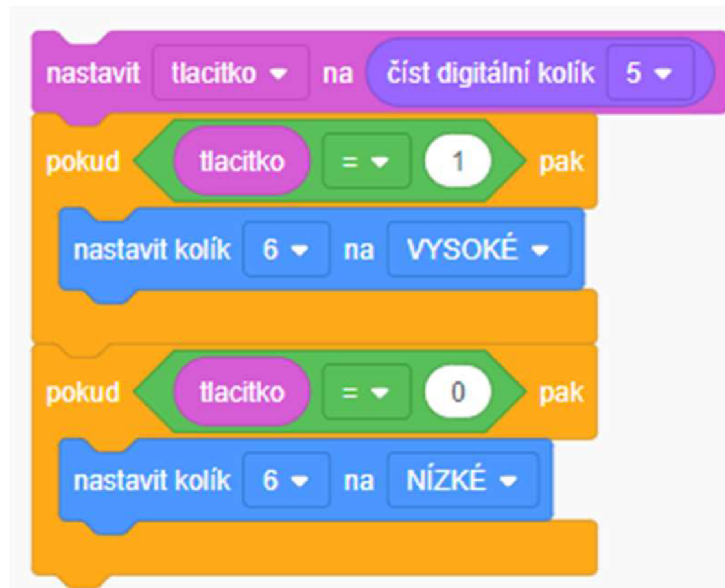 nastavit tlacitko na číst digitální kolík 5
pokud tlacitko = 1 pak
nastavit kolík 6 na VYSOKÉ
pokud tlacitko = 0 pak
nastavit kolík 6 na NÍZKÉ